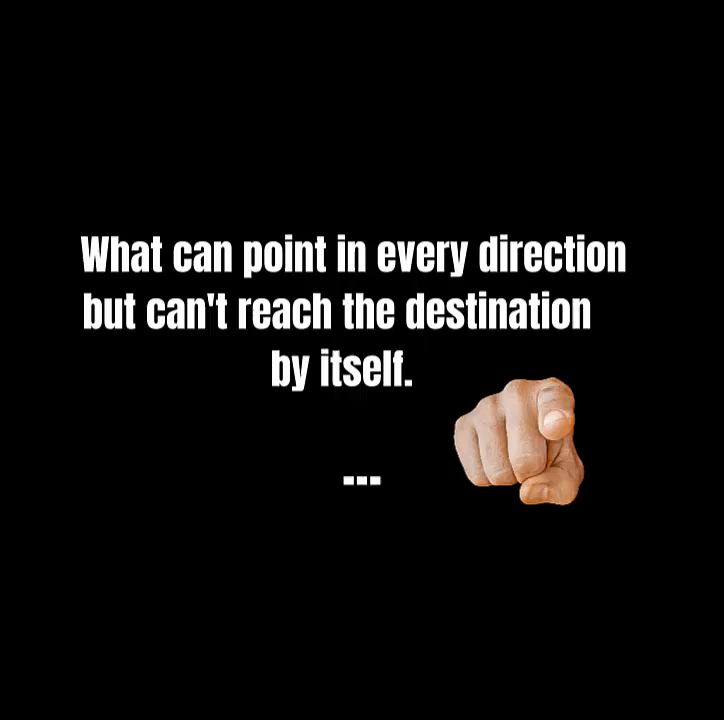 What can point in every direction
but can't reach the destination
by itself.
...